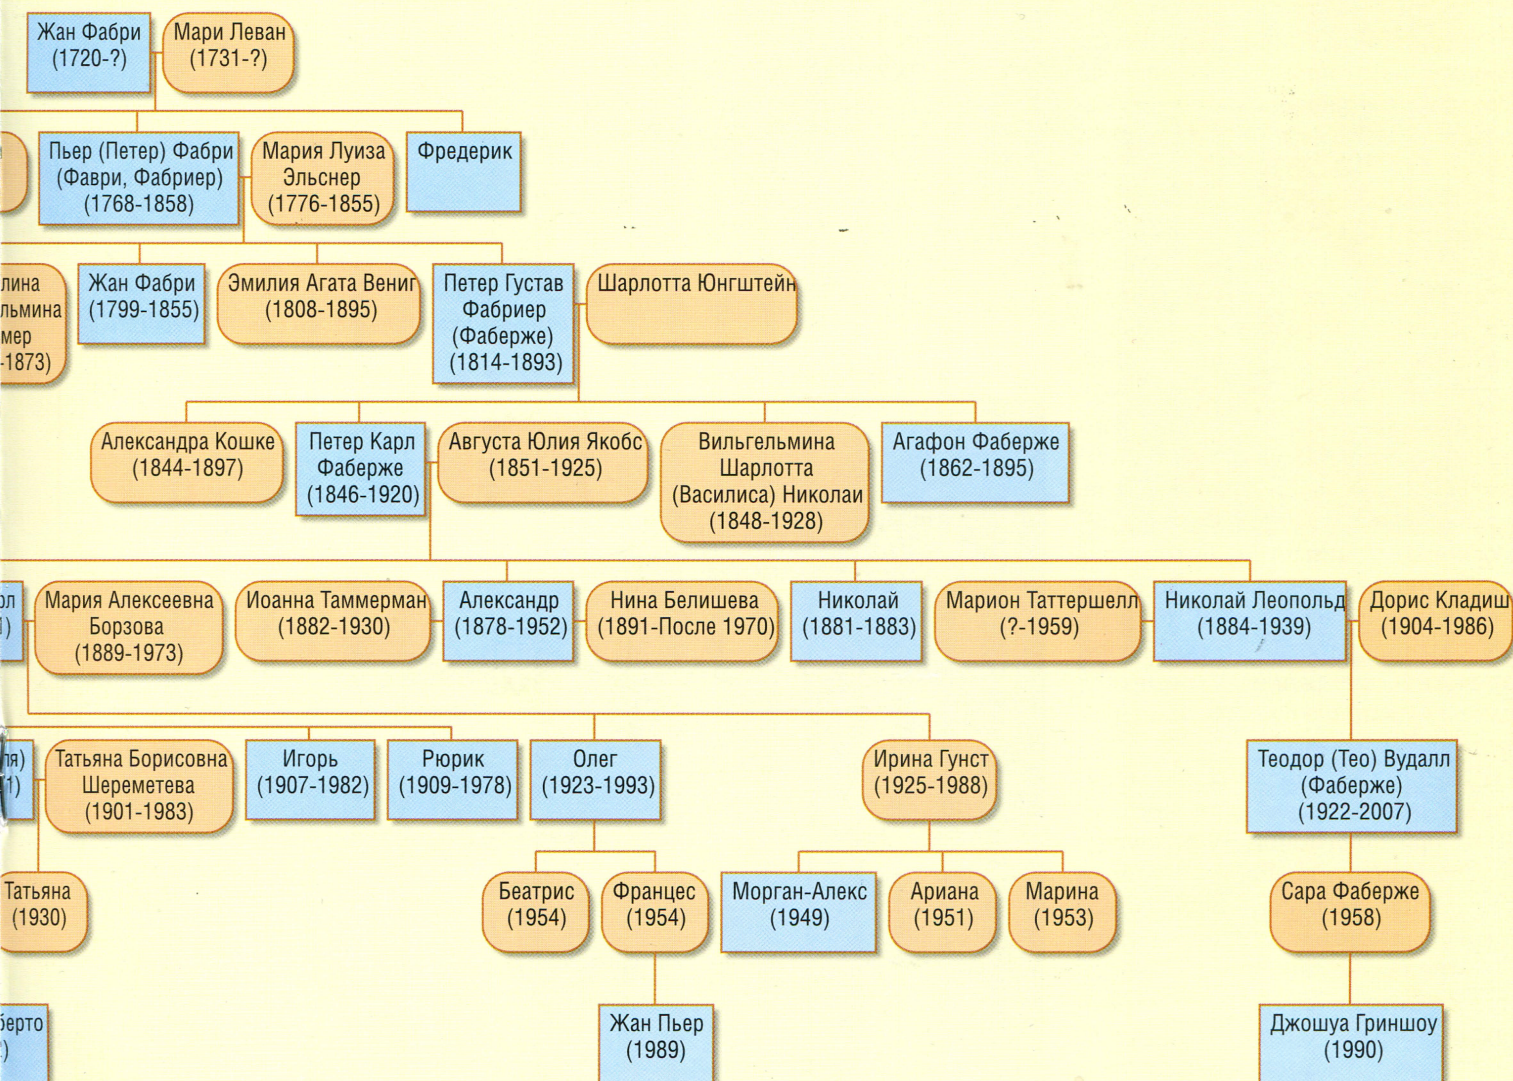 Жан Фабри
(1720-?)
Мари Леван
(1731-?)
Пьер (Петер) Фабри
(Фаври, Фабриер)
(1768-1858)
Мария Луиза
Эльснер
(1776-1855)
Фредерик
Жан Фабри
(1799-1855)
Эмилия Агата Вениг
(1808-1895)
Петер Густав
Фабриер
(Фаберже)
(1814-1893)
Шарлотта Юнгштейн
лина
льмина
мер
-1873)
Александра Кошке
(1844-1897)
Петер Карл
Фаберже
(1846-1920)
Августа Юлия Якобс
(1851-1925)
Вильгельмина
Шарлотта
(Василиса) Николаи
(1848-1928)
Агафон Фаберже
(1862-1895)
Мария Алексеевна
Борзова
(1889-1973)
Иоанна Таммерман
(1882-1930)
Александр
(1878-1952)
Нина Белишева
(1891-После 1970)
Николай
(1881-1883)
Марион Таттершелл
(?-1959)
Николай Леопольд
(1884-1939)
Дорис Кладиш
(1904-1986)
Татьяна Борисовна
Шереметева
(1901-1983)
Игорь
(1907-1982)
Рюрик
(1909-1978)
Олег
(1923-1993)
Ирина Гунст
(1925-1988)
Теодор (Тео) Вудалл
(Фаберже)
(1922-2007)
Татьяна
(1930)
Беатрис
(1954)
Францес
(1954)
Морган-Алекс
(1949)
Ариана
(1951)
Марина
(1953)
Сара Фаберже
(1958)
берто
Жан Пьер
(1989)
Джошуа Гриншоу
(1990)